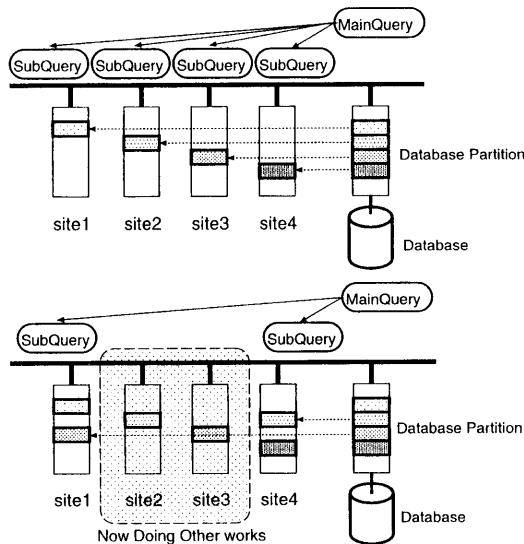 MainQuery
SubQuery SubQuery SubQuery SubQuery
Database Partition
site1 site2 site3 site4
Database
MainQuery
SubQuery SubQuery
Database Partition
site1 site2 site3 site4
Database
Now Doing Other works